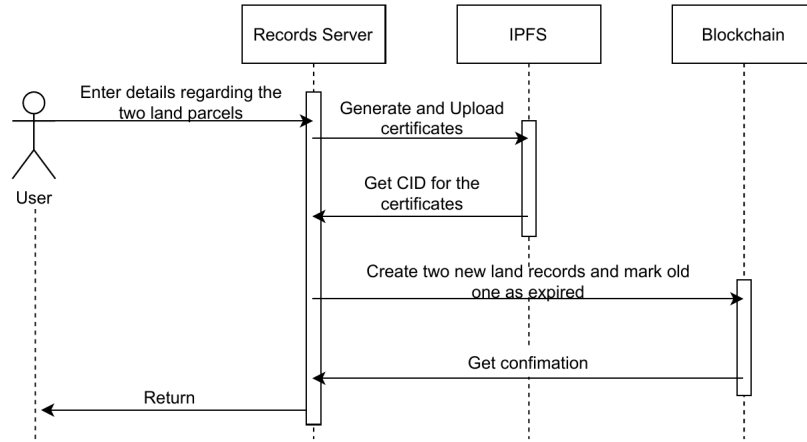 Records Server
IPFS
Blockchain
Enter details regarding the
two land parcels
Generate and Upload
certificates
User
Get CID for the
certificates
Create two new land records and mark old
one as expired
Get confimation
Return